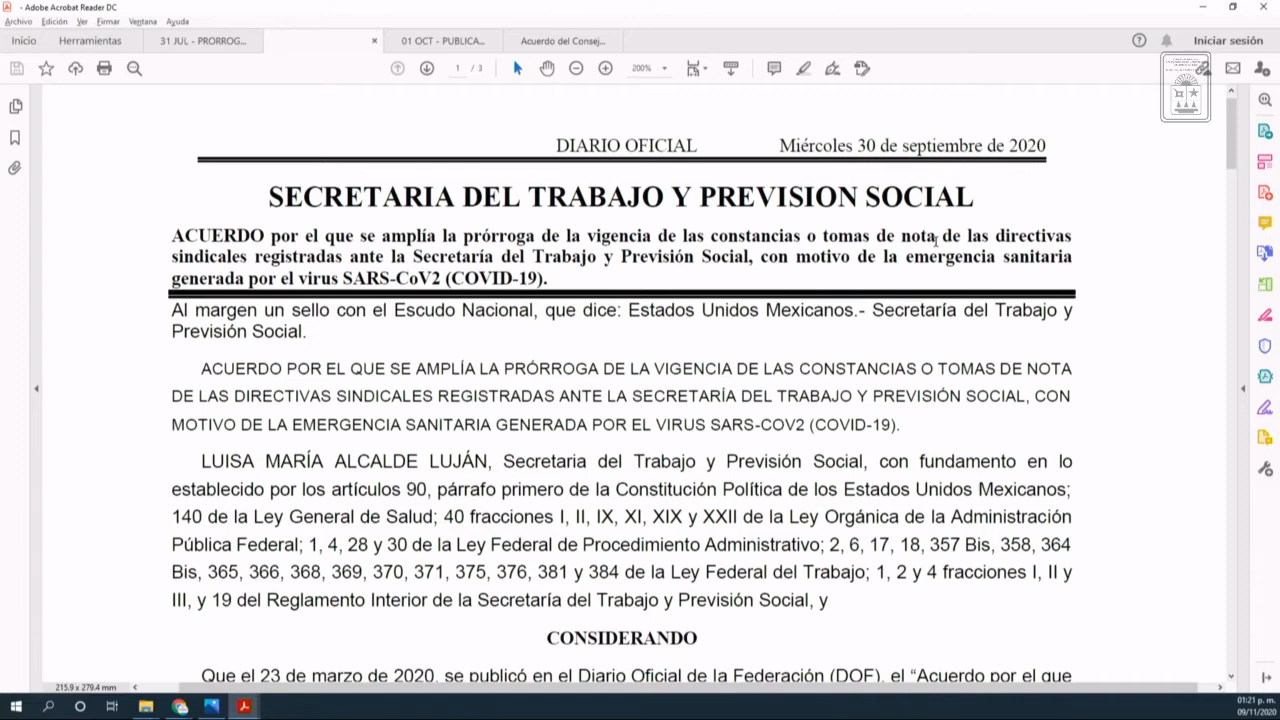 - Adobe Acrobat Reader DC
Archivo Edición Ver Firmar Ventana Ayuda
Inicio Herramientas 31 JUL - PRORROG... 01 OCT - PUBLICA... Acuerdo del Consej... Iniciar sesión
1 / 3 200%
DIARIO OFICIAL Miércoles 30 de septiembre de 2020
SECRETARIA DEL TRABAJO Y PREVISION SOCIAL
ACUERDO por el que se amplía la prórroga de la vigencia de las constancias o tomas de nota de las directivas
sindicales registradas ante la Secretaría del Trabajo y Previsión Social, con motivo de la emergencia sanitaria
generada por el virus SARS-CoV2 (COVID-19).
Al margen un sello con el Escudo Nacional, que dice: Estados Unidos Mexicanos.- Secretaría del Trabajo y
Previsión Social.
ACUERDO POR EL QUE SE AMPLÍA LA PRÓRROGA DE LA VIGENCIA DE LAS CONSTANCIAS O TOMAS DE NOTA
DE LAS DIRECTIVAS SINDICALES REGISTRADAS ANTE LA SECRETARÍA DEL TRABAJO Y PREVISIÓN SOCIAL, CON
MOTIVO DE LA EMERGENCIA SANITARIA GENERADA POR EL VIRUS SARS-COV2 (COVID-19).
LUISA MARÍA ALCALDE LUJÁN, Secretaria del Trabajo y Previsión Social, con fundamento en lo
establecido por los artículos 90, párrafo primero de la Constitución Política de los Estados Unidos Mexicanos;
140 de la Ley General de Salud; 40 fracciones I, II, IX, XI, XIX y XXII de la Ley Orgánica de la Administración
Pública Federal; 1, 4, 28 y 30 de la Ley Federal de Procedimiento Administrativo; 2, 6, 17, 18, 357 Bis, 358, 364
Bis, 365, 366, 368, 369, 370, 371, 375, 376, 381 y 384 de la Ley Federal del Trabajo; 1, 2 y 4 fracciones I, II y
III, y 19 del Reglamento Interior de la Secretaría del Trabajo y Previsión Social, y
CONSIDERANDO
Que el 23 de marzo de 2020, se publicó en el Diario Oficial de la Federación (DOF), el “Acuerdo por el que
215.9 x 279.4 mm
01:21 p. m.
09/11/2020